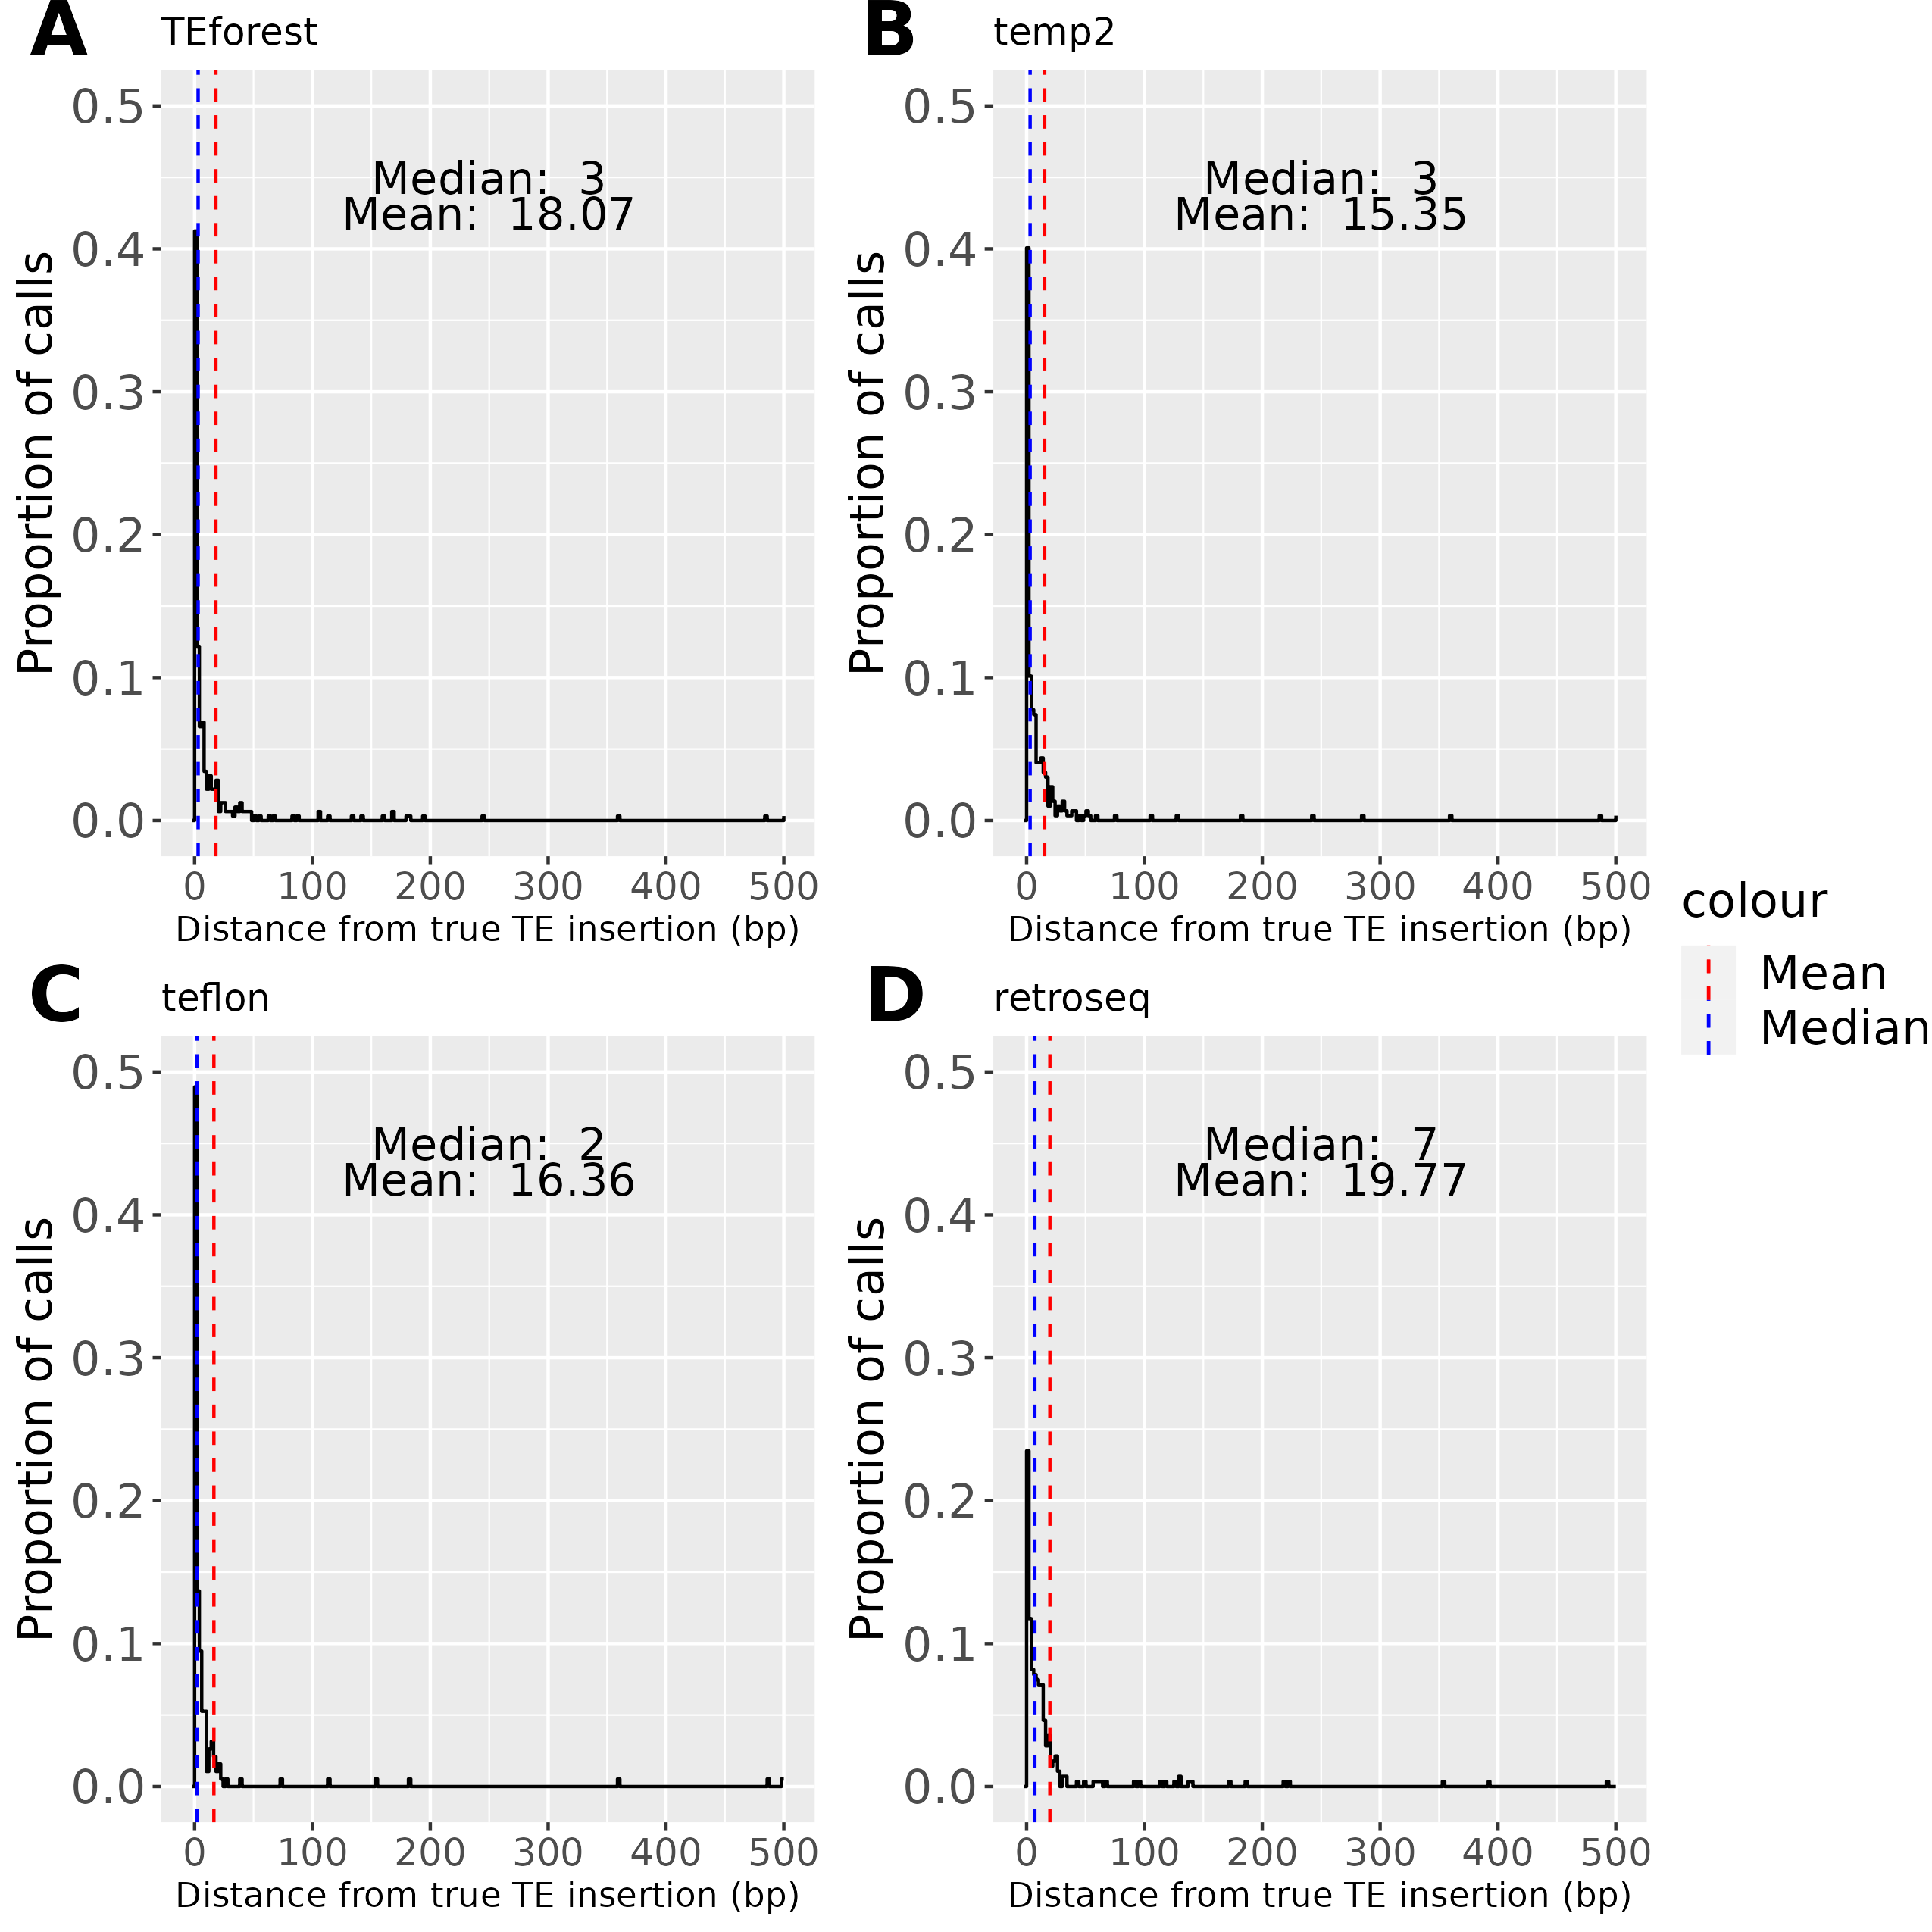 A TEforest
0.5
0.4
0.3
0.2
0.1
0.0
Proportion of calls
Median: 3
Mean: 18.07
0 100 200 300 400 500
Distance from true TE insertion (bp)
B temp2
0.5
0.4
0.3
0.2
0.1
0.0
Proportion of calls
Median: 3
Mean: 15.35
0 100 200 300 400 500
Distance from true TE insertion (bp)
C teflon
0.5
0.4
0.3
0.2
0.1
0.0
Proportion of calls
Median: 2
Mean: 16.36
0 100 200 300 400 500
Distance from true TE insertion (bp)
D retroseq
0.5
0.4
0.3
0.2
0.1
0.0
Proportion of calls
Median: 7
Mean: 19.77
0 100 200 300 400 500
Distance from true TE insertion (bp)
colour
Mean
Median